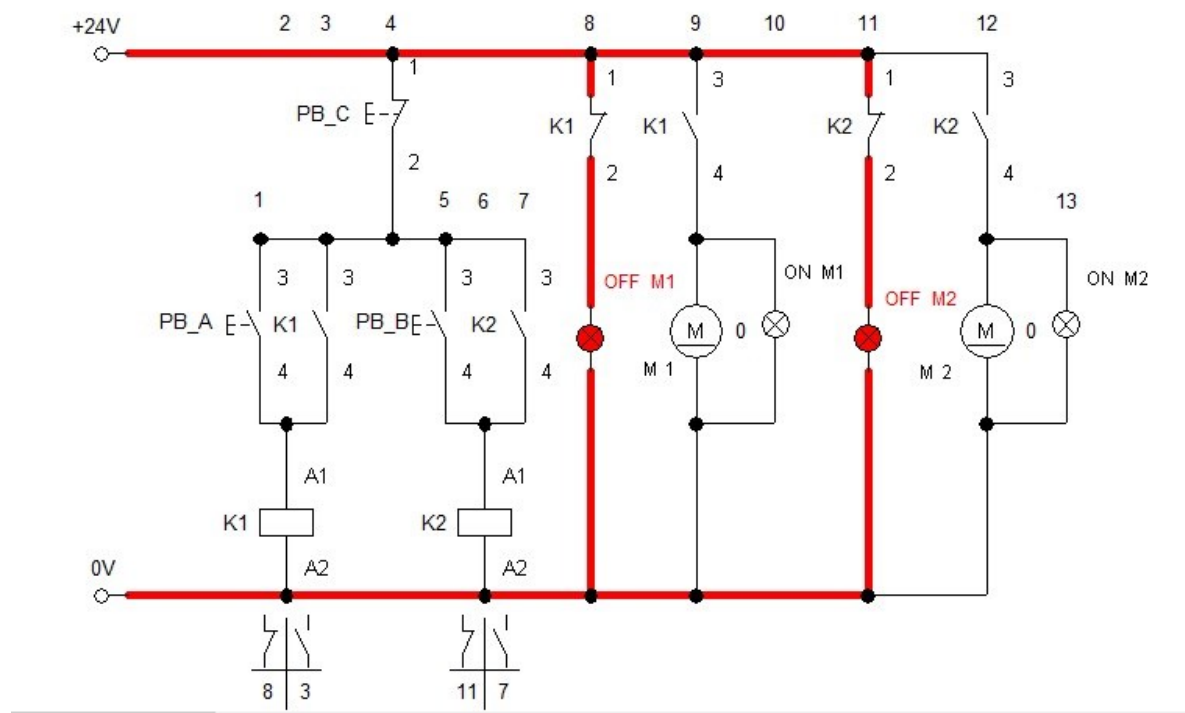 +24V 2 3 4 8 9 10 11 12
1 1 3 1 3
PB_C K1 K1 K2 K2
2 2 4 2 4
1 5 6 7 13
3 3 3 3
OFF M1 ON M1 OFF M2 ON M2
PB_A K1 PB_B K2 M 0 M 0
4 4 4 4 M 1 M 2
A1 A1
K1 K2
A2 A2
0V
8 3 11 7